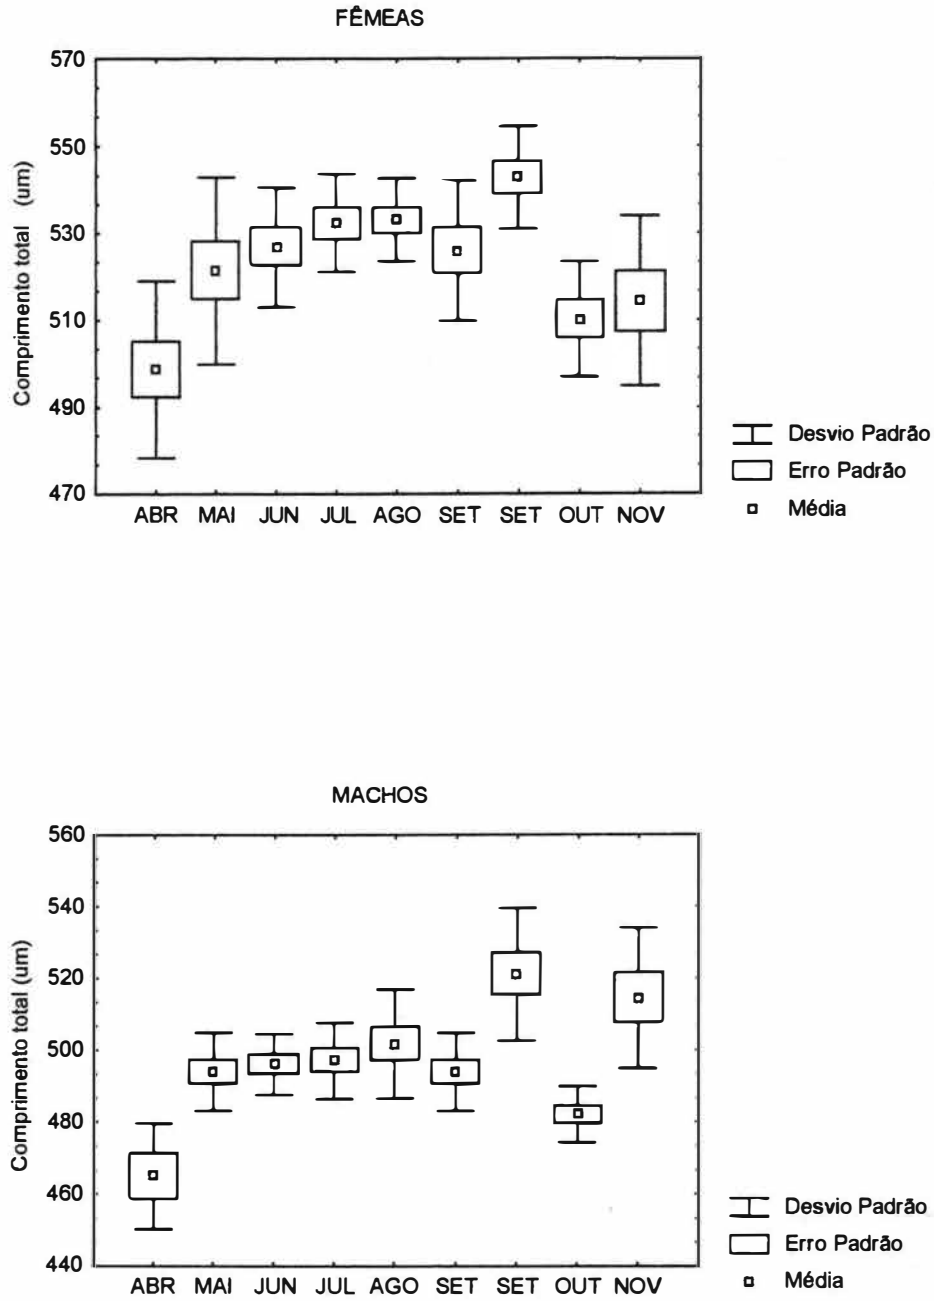 FÊMEAS
570
550
530
510
490
470
Comprimento total (um)
ABR MAI JUN JUL AGO SET SET OUT NOV
Desvio Padrão
Erro Padrão
Média
MACHOS
560
540
520
500
480
460
440
Comprimento total (um)
ABR MAI JUN JUL AGO SET SET OUT NOV
Desvio Padrão
Erro Padrão
Média